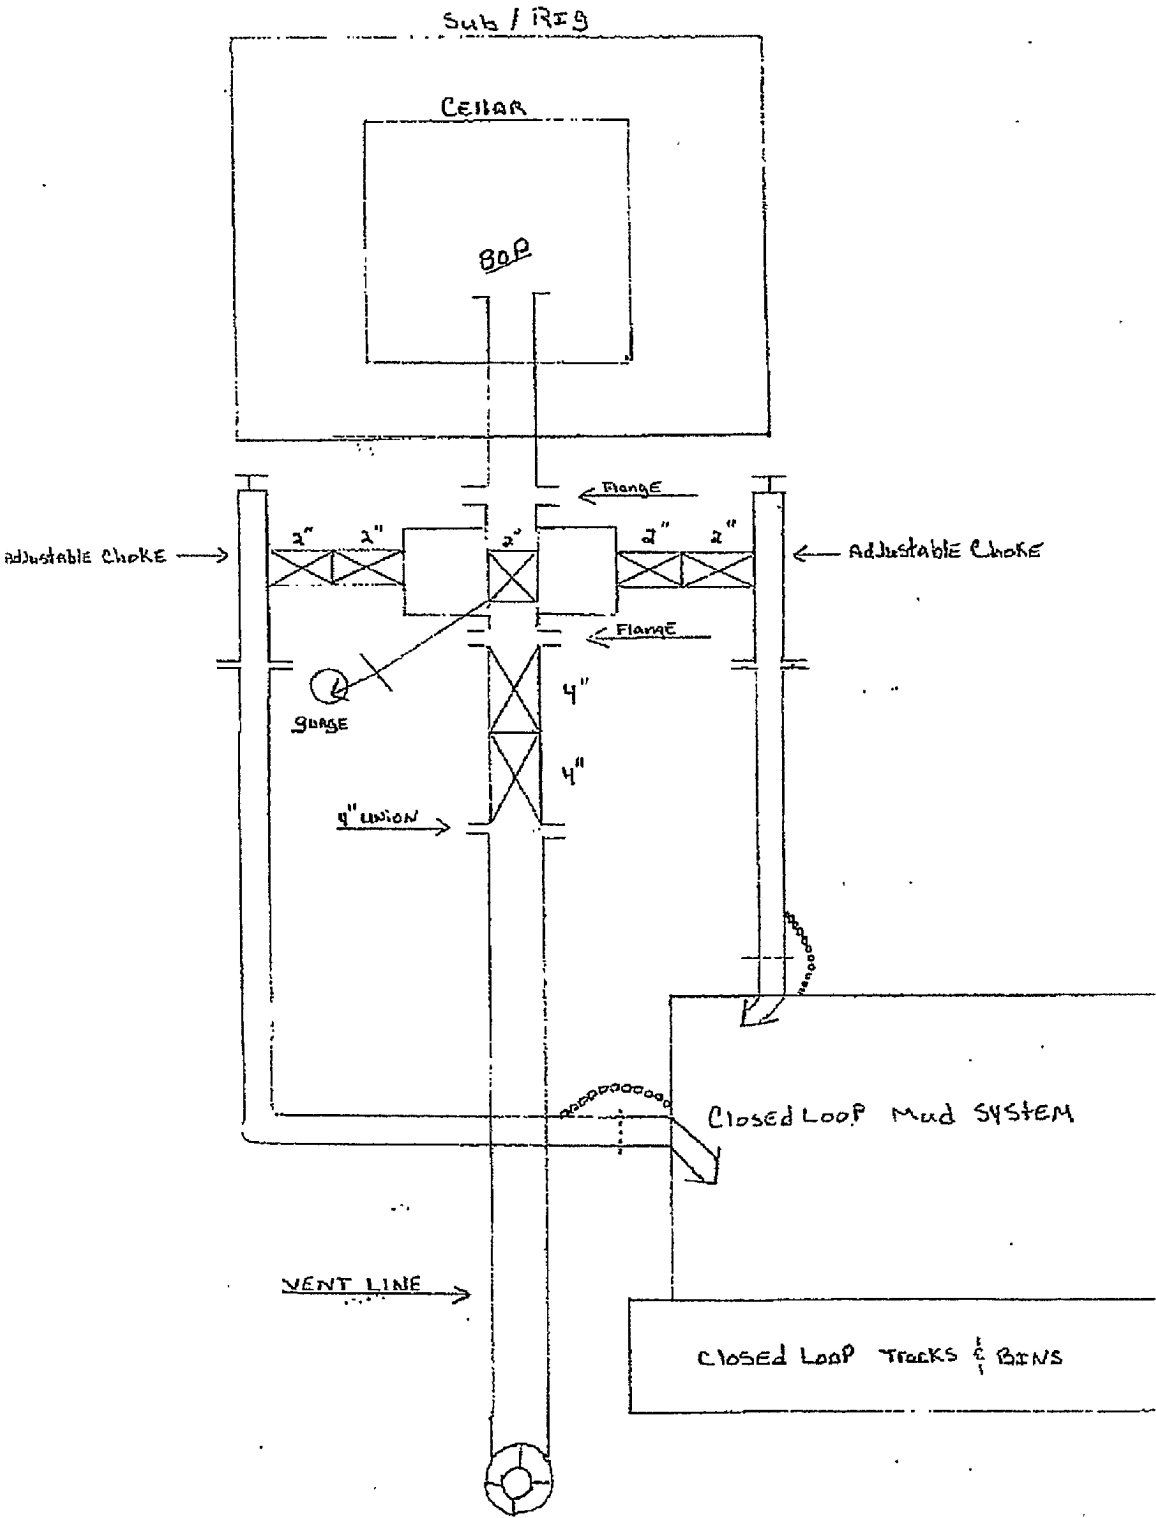 Sub / RIG
CEllAR
BOP
FlangE
2" 2" 2" 2" 2"
AdJustablE ChokE
AdJustablE ChokE
FlangE
4"
guagE
4"
4" UNION
Closed Loop Mud SYStEM
VENT LINE
Closed Loop TracKS & BINS